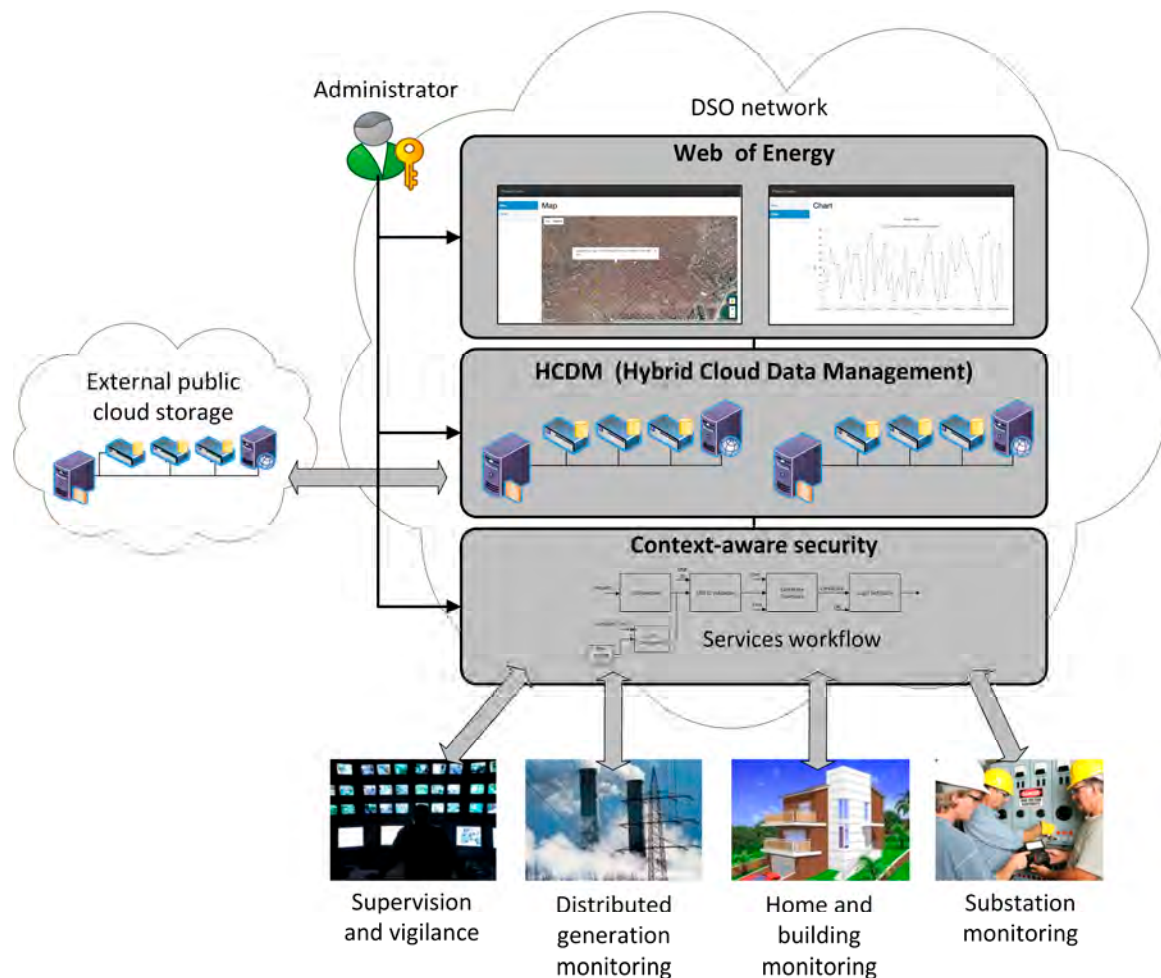 Administrator
DSO network
Web of Energy
Map
Chart
HCDM (Hybrid Cloud Data Management)
External public
cloud storage
Context-aware security
Services workflow
DANGER
Supervision
and vigilance
Distributed
generation
monitoring
Home and
building
monitoring
Substation
monitoring